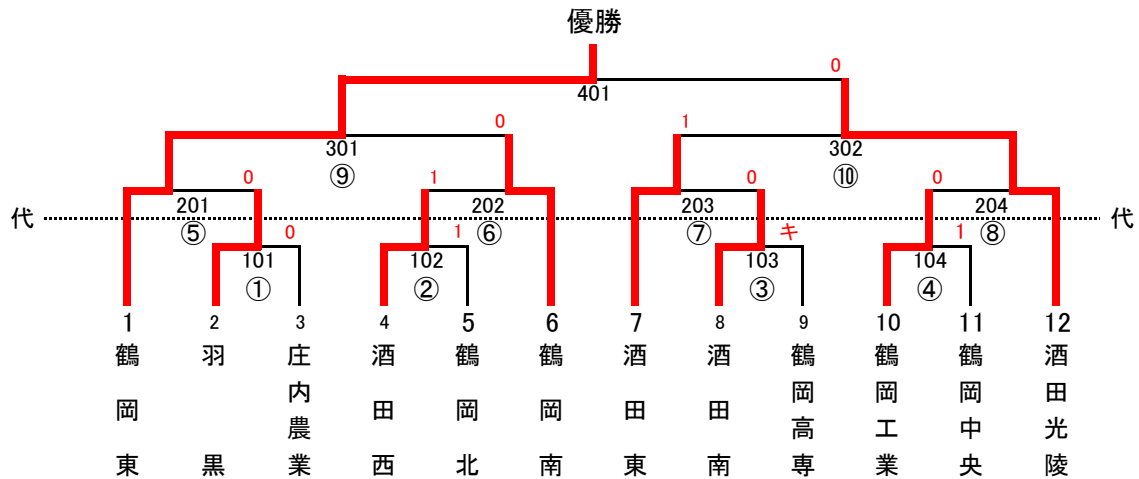 優勝
0
401
0
1
301
302
⑨
⑩
0
1
0
0
201
202
203
204
代
代
⑤
0
1
⑥
⑦
キ
1
⑧
101
102
103
104
①
②
③
④
1
2
3
4
5
6
7
8
9
10
11
12
鶴岡東
羽黒
庄内農業
酒田西
鶴岡北
鶴岡南
酒田東
酒田南
鶴岡高専
鶴岡工業
鶴岡中央
酒田光陵